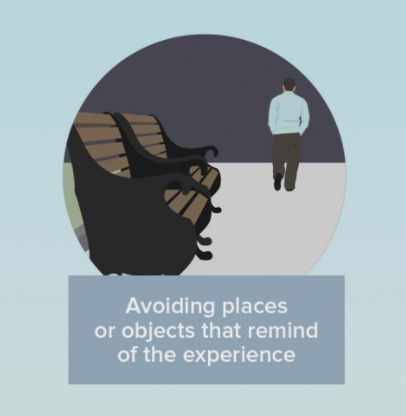 Avoiding places
or objects that remind
of the experience